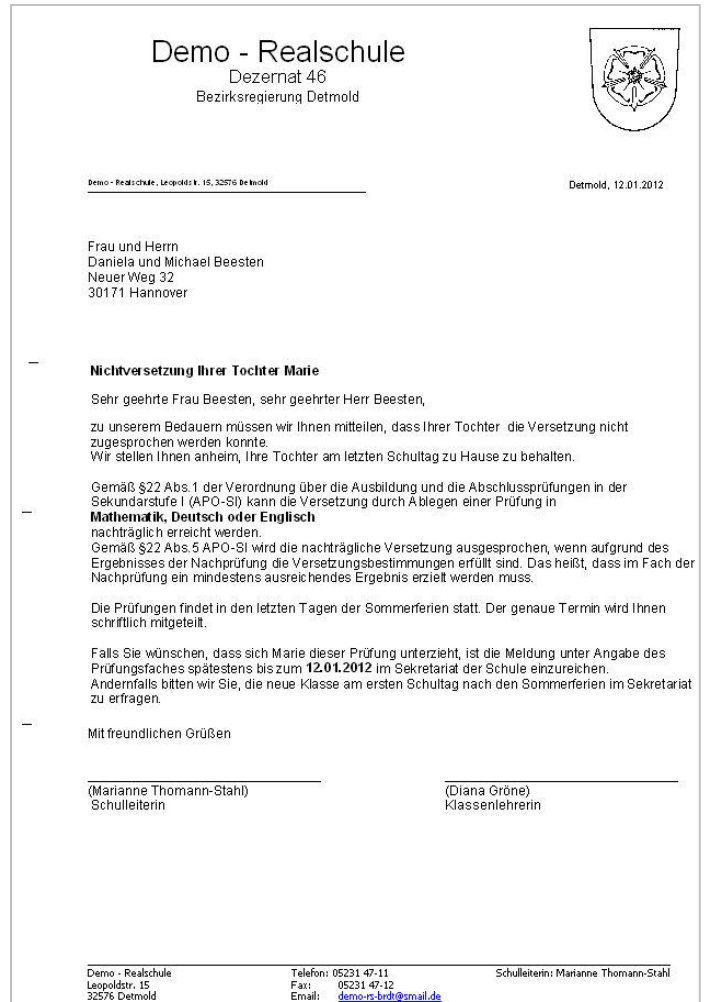 Demo - Realschule
Dezernat 46
Bezirksregierung Detmold
Demo - Realschule, Leopoldstr. 15, 32576 Detmold
Detmold, 12.01.2012
Frau und Herrn
Daniela und Michael Beesten
Neuer Weg 32
30171 Hannover
Nichtversetzung Ihrer Tochter Marie
Sehr geehrte Frau Beesten, sehr geehrter Herr Beesten,
zu unserem Bedauern müssen wir Ihnen mitteilen, dass Ihrer Tochter die Versetzung nicht
zugesprochen werden konnte.
Wir stellen Ihnen anheim, Ihre Tochter am letzten Schultag zu Hause zu behalten.
Gemäß §22 Abs.1 der Verordnung über die Ausbildung und die Abschlussprüfungen in der
Sekundarstufe I (APO-SI) kann die Versetzung durch Ablegen einer Prüfung in
Mathematik, Deutsch oder Englisch
nachträglich erreicht werden.
Gemäß §22 Abs.5 APO-SI wird die nachträgliche Versetzung ausgesprochen, wenn aufgrund des
Ergebnisses der Nachprüfung die Versetzungsbestimmungen erfüllt sind. Das heißt, dass im Fach der
Nachprüfung ein mindestens ausreichendes Ergebnis erzielt werden muss.
Die Prüfungen findet in den letzten Tagen der Sommerferien statt. Der genaue Termin wird Ihnen
schriftlich mitgeteilt.
Falls Sie wünschen, dass sich Marie dieser Prüfung unterzieht, ist die Meldung unter Angabe des
Prüfungsfaches spätestens bis zum 12.01.2012 im Sekretariat der Schule einzureichen.
Andernfalls bitten wir Sie, die neue Klasse am ersten Schultag nach den Sommerferien im Sekretariat
zu erfragen.
Mit freundlichen Grüßen
(Marianne Thomann-Stahl) (Diana Gröne)
Schulleiterin Klassenlehrerin
Demo - Realschule Telefon: 05231 47-11 Schulleiterin: Marianne Thomann-Stahl
Leopoldstr. 15 Fax: 05231 47-12
32576 Detmold Email: demo-rs-brdt@smail.de